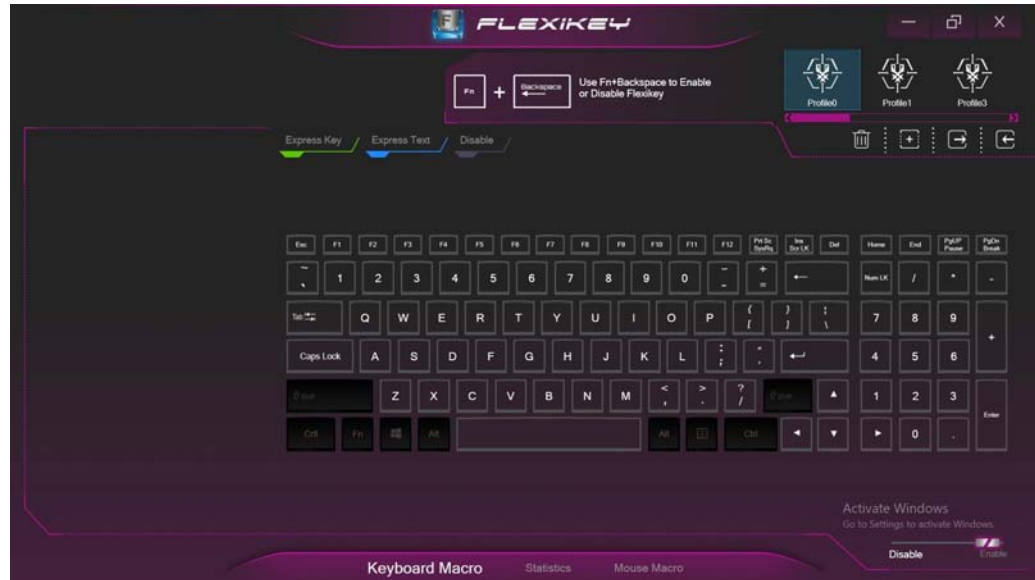 FLEXIKEY
Fn + Backspace Use Fn+Backspace to Enable
or Disable Flexikey
Profile0 Profile1 Profile3
Express Key / Express Text / Disable /
Esc F1 F2 F3 F4 F5 F6 F7 F8 F9 F10 F11 F12 Prt Sc Ins Del Home End PgUP PgDn
SysRq Scr LK Pause Break
~ 1 2 3 4 5 6 7 8 9 0 - + ← Num LK / * -
_ =
Tab Q W E R T Y U I O P { } ¦ 7 8 9 +
[ ] \
Caps Lock A S D F G H J K L : " 4 5 6
;
Z X C V B N M < > ? 1 2 3 Enter
, . /
Crtl Fn Alt Alt Ctrl 0 .
Activate Windows
Go to Settings to activate Windows.
Disable Enable
Keyboard Macro Statistics Mouse Macro